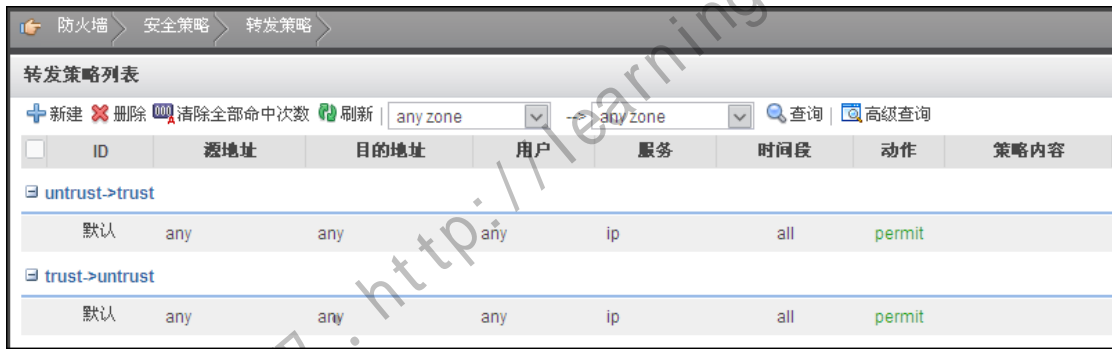 防火墙 安全策略 转发策略
转发策略列表
新建 删除 清除全部命中次数 刷新 | any zone --> any zone 查询 | 高级查询
ID 源地址 目的地址 用户 服务 时间段 动作 策略内容
untrust->trust
默认 any any any ip all permit
trust->untrust
默认 any any any ip all permit
http://learning